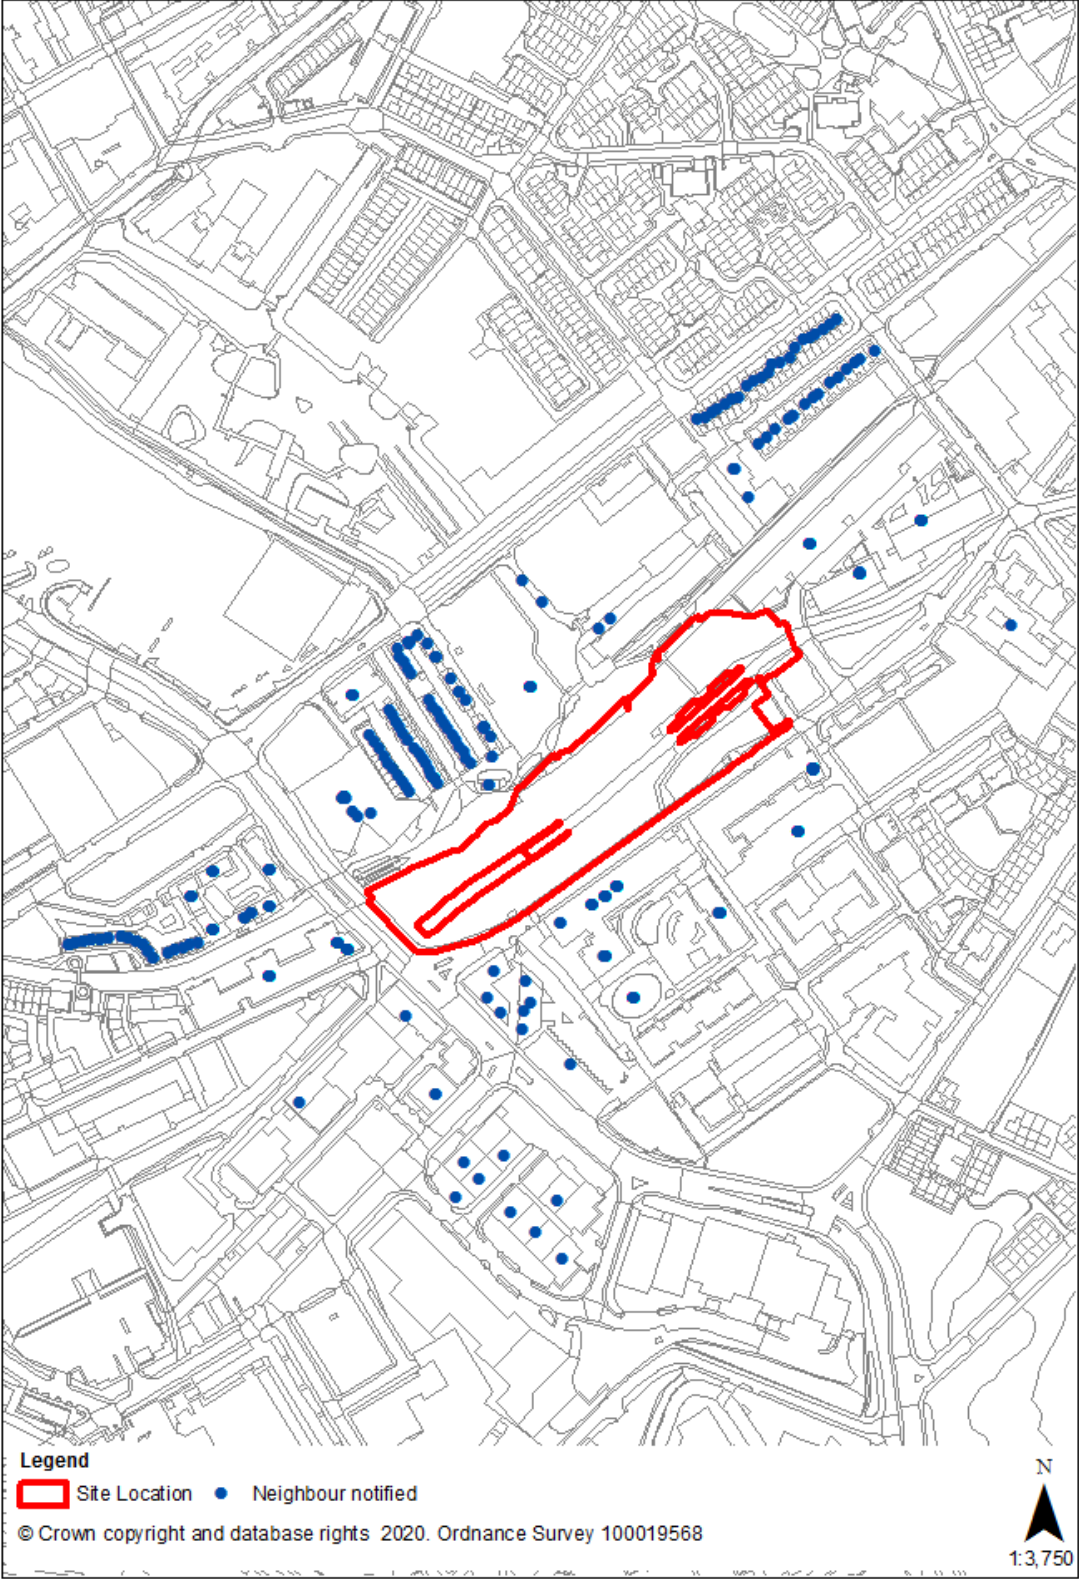 Legend
Site Location Neighbour notified
© Crown copyright and database rights 2020. Ordnance Survey 100019568
N
1:3,750